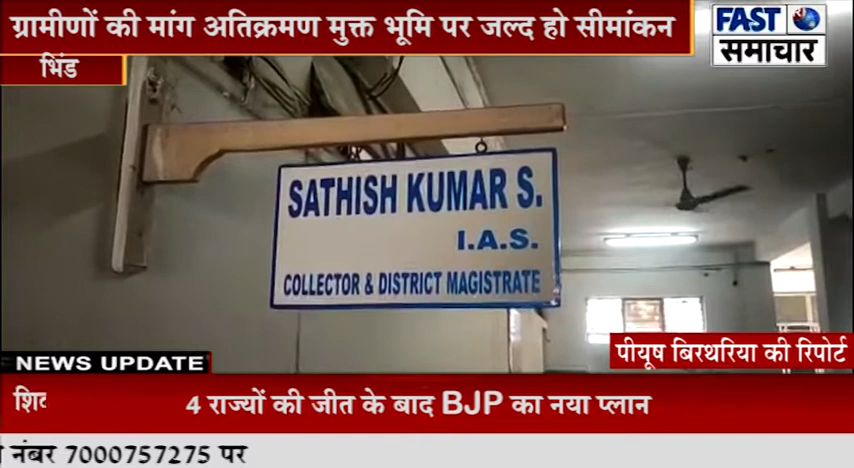 ग्रामीणों की मांग अतिक्रमण मुक्त भूमि पर जल्द हो सीमांकन
FAST
समाचार
भिंड
SATHISH KUMAR S.
I.A.S.
COLLECTOR & DISTRICT MAGISTRATE
पीयूष बिरथरिया की रिपोर्ट
NEWS UPDATE
4 राज्यों की जीत के बाद BJP का नया प्लान
नंबर 7000757275 पर